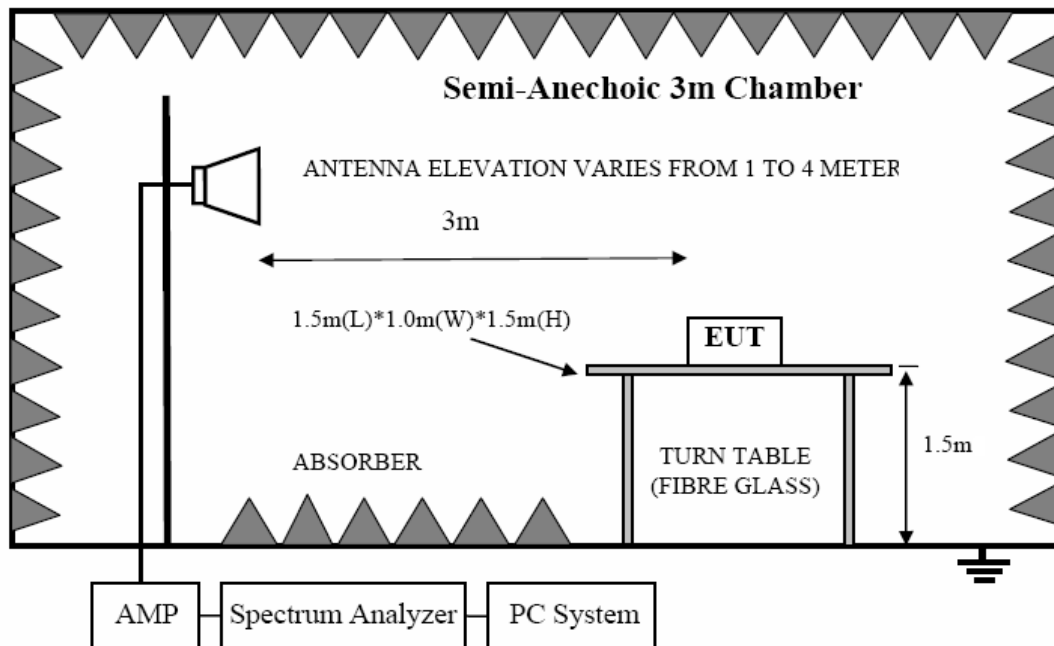 Semi-Anechoic 3m Chamber
ANTENNA ELEVATION VARIES FROM 1 TO 4 METER
3m
1.5m(L)*1.0m(W)*1.5m(H)
EUT
1.5m
ABSORBER
TURN TABLE
(FIBRE GLASS)
AMP
Spectrum Analyzer
PC System